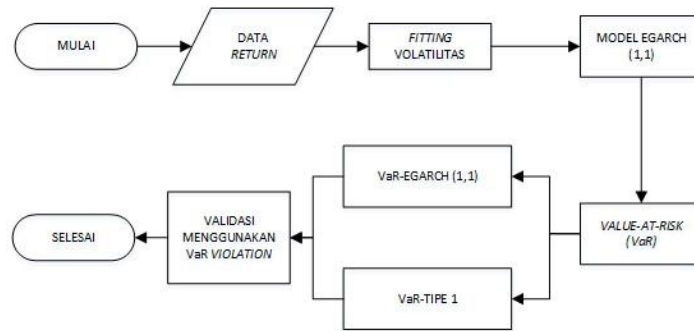 MULAI
DATA
RETURN
FITTING
VOLATILITAS
MODEL EGARCH
(1,1)
VaR-EGARCH (1,1)
VALUE-AT-RISK
(VaR)
VaR-TIPE 1
VALIDASI
MENGGUNAKAN
VaR VIOLATION
SELESAI